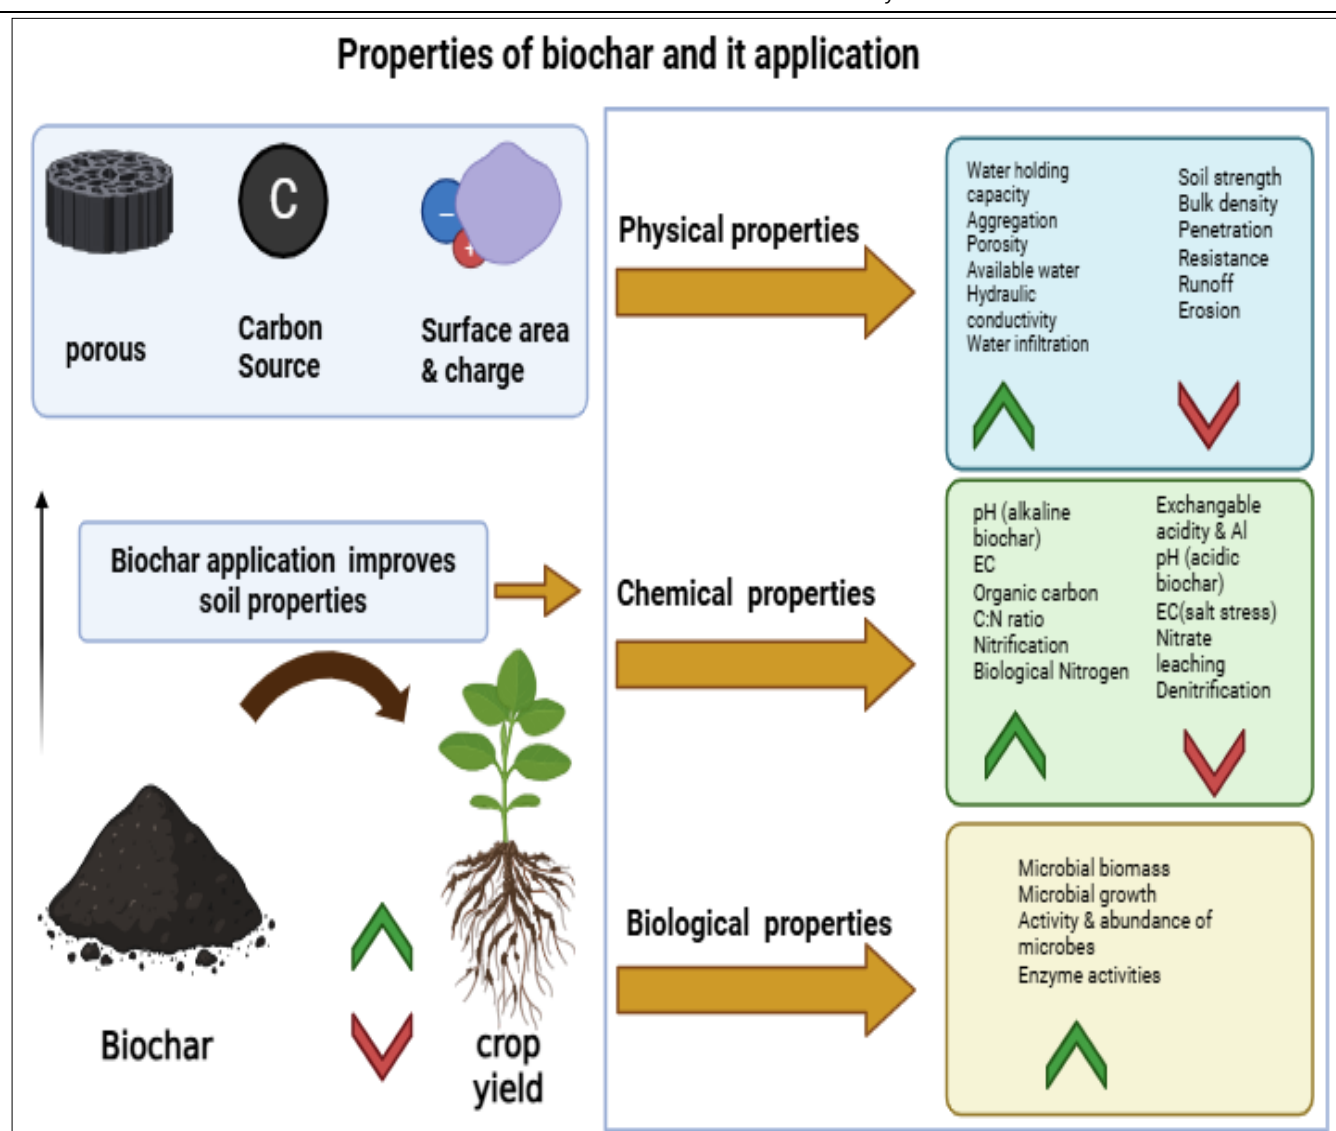 Properties of biochar and it application
C
−
+
porous
Carbon
Source
Surface area
& charge
Biochar application improves
soil properties
Biochar
crop
yield
Physical properties
Water holding
capacity
Aggregation
Porosity
Available water
Hydraulic
conductivity
Water infiltration
Soil strength
Bulk density
Penetration
Resistance
Runoff
Erosion
Chemical properties
pH (alkaline
biochar)
EC
Organic carbon
C:N ratio
Nitrification
Biological Nitrogen
Exchangable
acidity & Al
pH (acidic
biochar)
EC(salt stress)
Nitrate
leaching
Denitrification
Biological properties
Microbial biomass
Microbial growth
Activity & abundance of
microbes
Enzyme activities